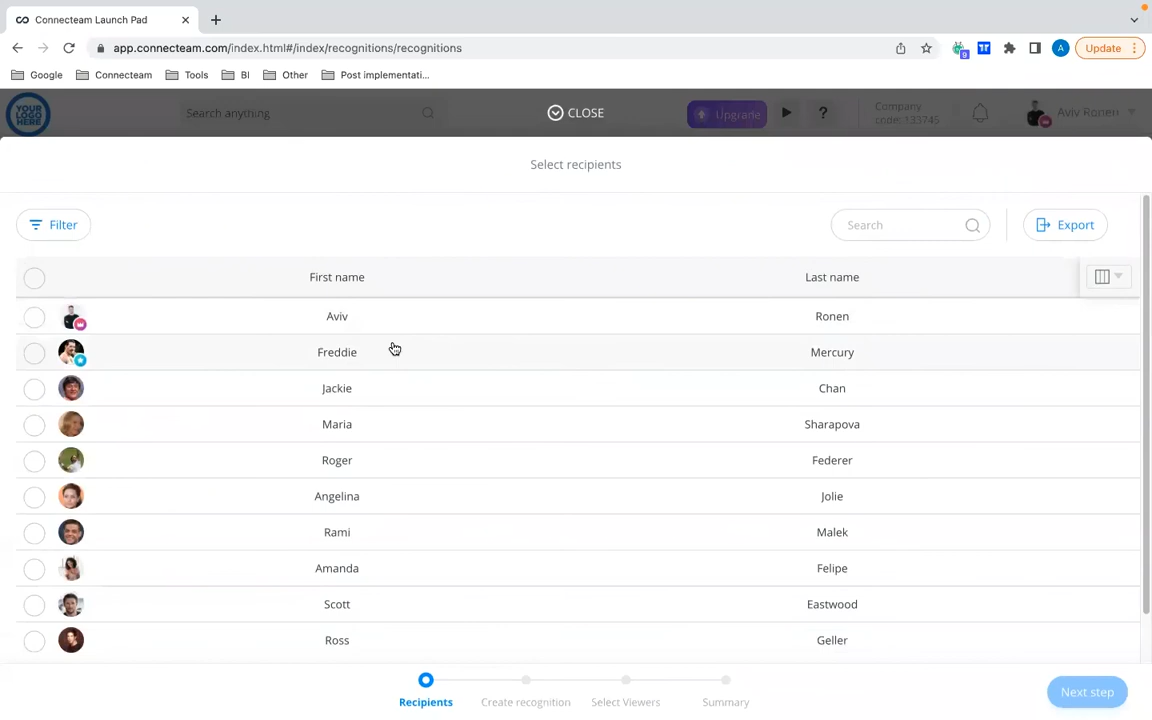 Connecteam Launch Pad
app.connecteam.com/index.html#/index/recognitions/recognitions
9
A
Update
Google
Connecteam
Tools
BI
Other
Post implementati...
YOUR
LOGO
HERE
Search anything
CLOSE
Upgrade
?
Company
code: 133745
Aviv Ronen
Select recipients
Filter
Search
Export
First name Last name
Aviv Ronen
Freddie Mercury
Jackie Chan
Maria Sharapova
Roger Federer
Angelina Jolie
Rami Malek
Amanda Felipe
Scott Eastwood
Ross Geller
Recipients
Create recognition
Select Viewers
Summary
Next step